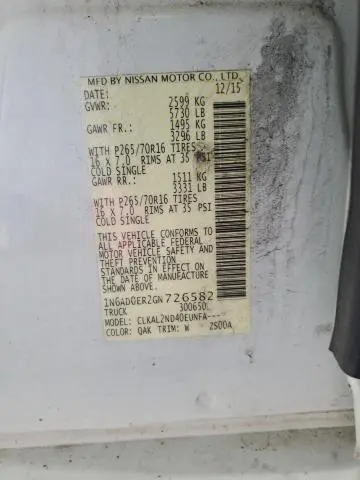 MFD BY NISSAN MOTOR CO., LTD.
DATE: 12/15
GVWR: 2599 KG
5730 LB
GAWR FR.: 1495 KG
3296 LB
WITH P265/70R16 TIRES
16 X 7.0 RIMS AT 35 PSI
COLD SINGLE
GAWR RR.: 1511 KG
3331 LB
WITH P265/70R16 TIRES
16 X 7.0 RIMS AT 35 PSI
COLD SINGLE
THIS VEHICLE CONFORMS TO
ALL APPLICABLE FEDERAL
MOTOR VEHICLE SAFETY AND
THEFT PREVENTION
STANDARDS IN EFFECT ON
THE DATE OF MANUFACTURE
SHOWN ABOVE.
1N6AD0ER2GN726582
TRUCK 300650
MODEL: CLKAL2ND40EUNFA----
COLOR: QAK TRIM: W 2S00A